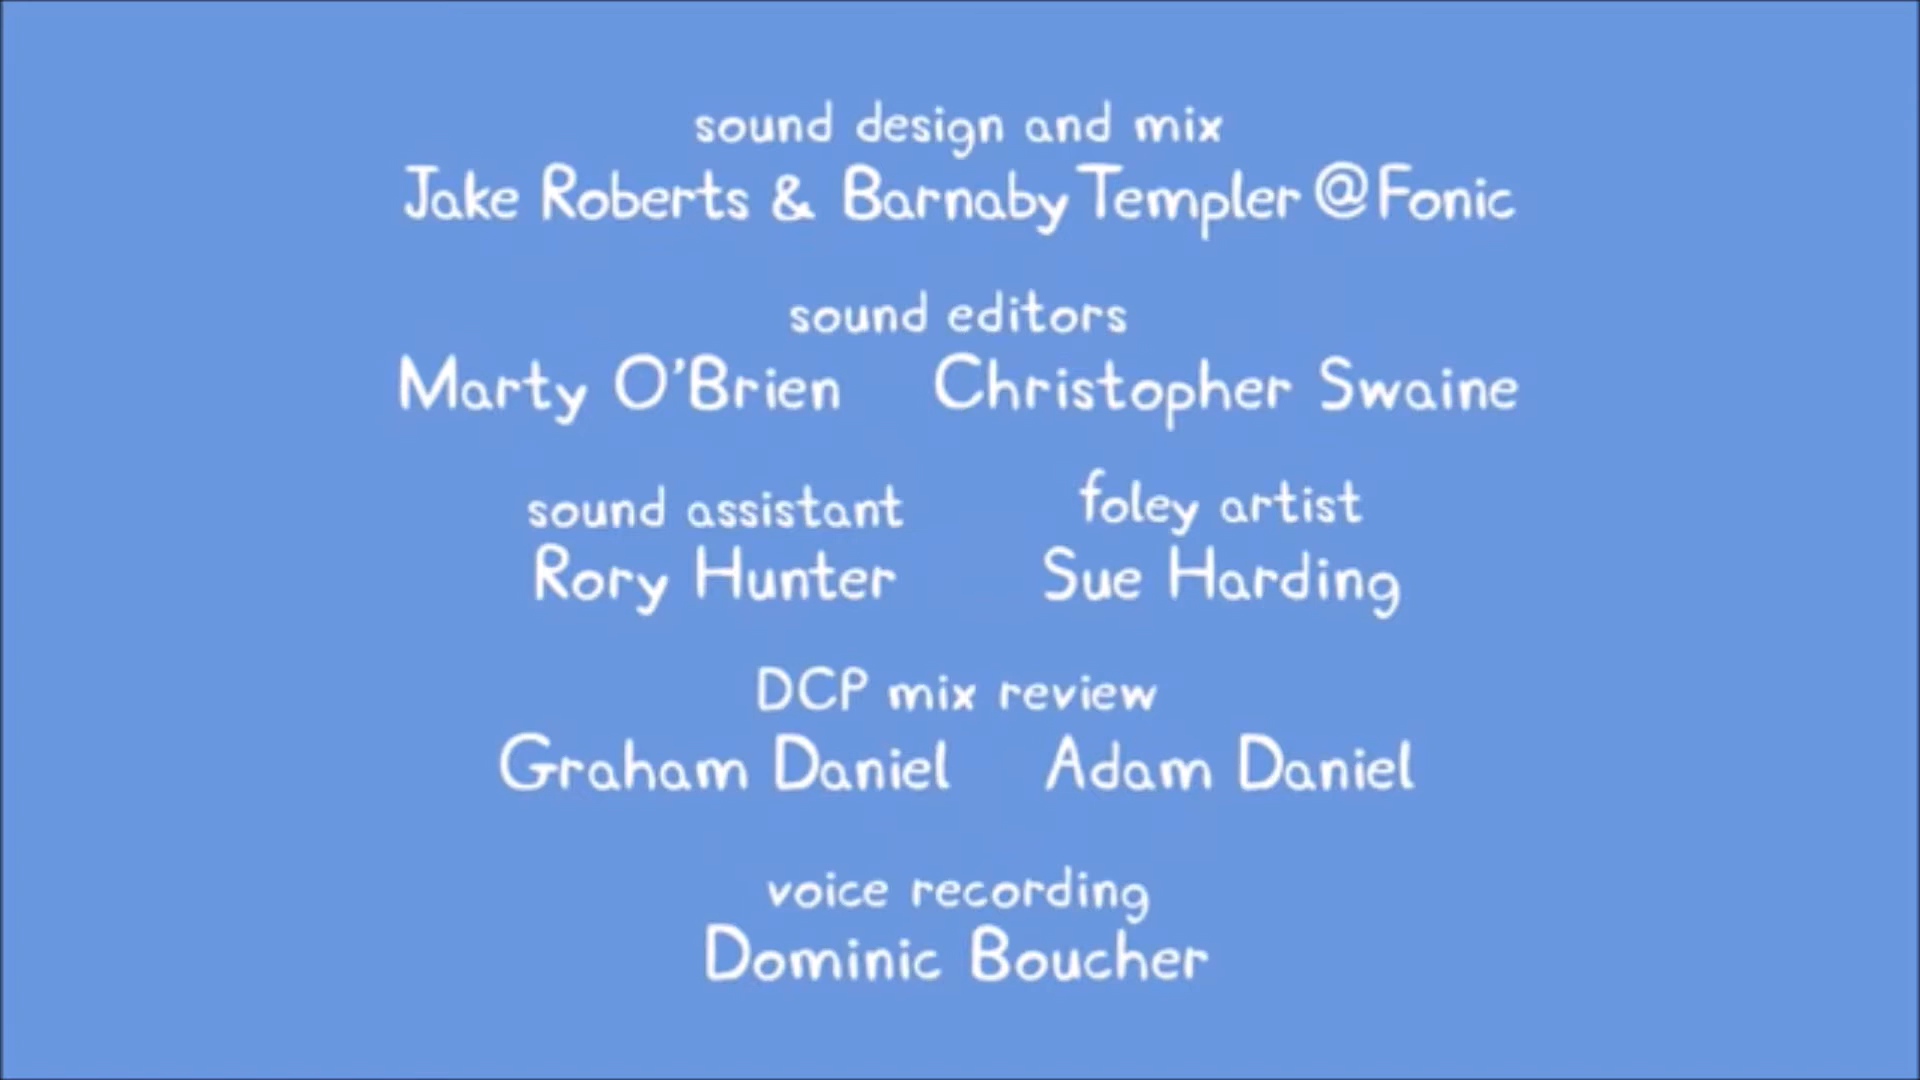 sound design and mix
Jake Roberts & Barnaby Templer @Fonic
sound editors
Marty O'Brien Christopher Swaine
sound assistant foley artist
Rory Hunter Sue Harding
DCP mix review
Graham Daniel Adam Daniel
voice recording
Dominic Boucher